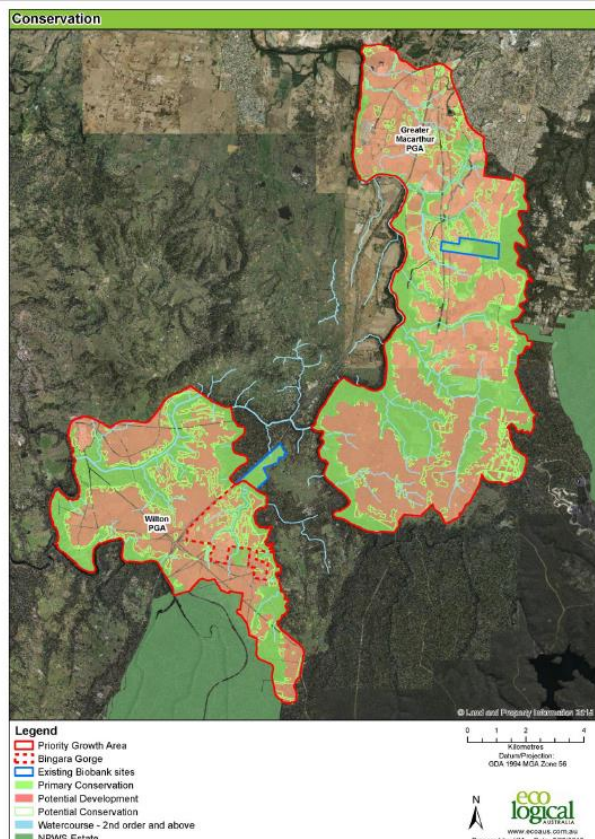 Conservation
Greater
Macarthur
PGA
Wilton
PGA
© Land and Property Information 2015
Legend
Priority Growth Area
Bingara Gorge
Existing Biobank sites
Primary Conservation
Potential Development
Potential Conservation
Watercourse - 2nd order and above
NPWS Estate
0 1 2 4
Kilometres
Datum/Projection:
GDA 1994 MGA Zone 56
N
eco
logical
AUSTRALIA
www.ecoaus.com.au